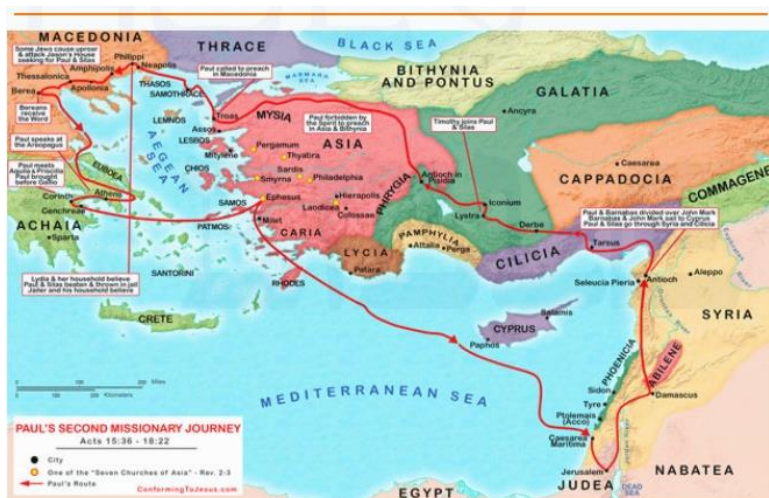 MACEDONIA
THRACE
BLACK SEA
BITHYNIA
AND PONTUS
GALATIA
Some Jews cause uproar
& attack Jason's House
seeking for Paul & Silas
Philippi
Neapolis
Amphipolis
Thessalonica
Apollonia
Berea
Paul called to preach
in Macedonia
MARMARA
SEA
THASOS
SAMOTHRACE
Troas
MYSIA
Paul forbidden by
the Spirit to preach
in Asia & Bithynia
Timothy joins Paul
& Silas
Ancyra
Bereans
receive
the Word
LEMNOS
Assos
LESBOS
Mitylene
ASIA
Pergamum
Thyatira
Sardis
Philadelphia
Smyrna
Paul speaks at
the Areopagus
AEGEAN
SEA
CHIOS
Paul meets
Aquila & Priscilla
Paul brought
before Gallio
EUBOEA
Athens
Corinth
Cenchreae
ACHAIA
Sparta
SAMOS
Ephesus
Hierapolis
Laodicea
Colossae
PHRYGIA
Antioch in
Pisidia
Iconium
Lystra
Derbe
CAPPADOCIA
Caesarea
COMMAGENE
Paul & Barnabas divided over John Mark
Barnabas & John Mark sail to Cyprus
Paul & Silas go through Syria and Cilicia
PATMOS
Milet
CARIA
LYCIA
Patara
PAMPHYLIA
Attalia
Perga
CILICIA
Tarsus
Seleucia Pieria
Antioch
Aleppo
Lydia & her household believe
Paul & Silas beaten & thrown in jail
Jailer and his household believe
SANTORINI
RHODES
CRETE
CYPRUS
Salamis
Paphos
SYRIA
Orontes River
MEDITERRANEAN SEA
PHOENICIA
ABILENE
Sidon
Damascus
Tyre
Ptolemais
(Acco)
Caesarea
Maritima
Jordan River
Jerusalem
JUDEA
DEAD
SEA
NABATEA
EGYPT
200
Miles
200
Kilometers
PAUL'S SECOND MISSIONARY JOURNEY
Acts 15:36 - 18:22
City
One of the "Seven Churches of Asia" - Rev. 2-3
Paul's Route
ConformingToJesus.com